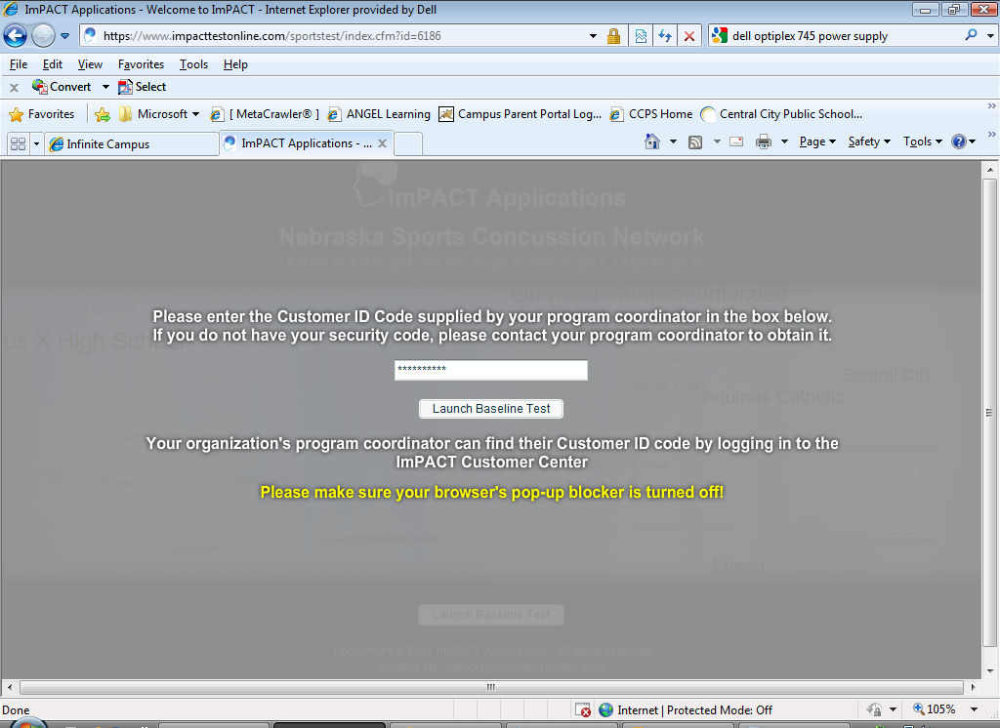 ImPACT Applications - Welcome to ImPACT - Internet Explorer provided by Dell
https://www.impacttestonline.com/sportstest/index.cfm?id=6186
dell optiplex 745 power supply
File Edit View Favorites Tools Help
x Convert Select
Favorites Microsoft [ MetaCrawler® ] ANGEL Learning Campus Parent Portal Log... CCPS Home Central City Public School... »
Infinite Campus ImPACT Applications - ... x Page Safety Tools »
ImPACT Applications
Nebraska Sports Concussion Network
Elmwood-Murdock-unfunded
Thayer Central
Please enter the Customer ID Code supplied by your program coordinator in the box below.
us X High School
If you do not have your security code, please contact your program coordinator to obtain it.
**********
Central City
Sandy Creek
Aquinas Catholic
Launch Baseline Test
Your organization's program coordinator can find their Customer ID code by logging in to the
ImPACT Customer Center
Please make sure your browser's pop-up blocker is turned off!
Friend
Launch Baseline Test
Copywright © 2011 ImPACT Applications - All rights reserved
Contact Us: support@impacttestonline.com
Done Internet | Protected Mode: Off 105%